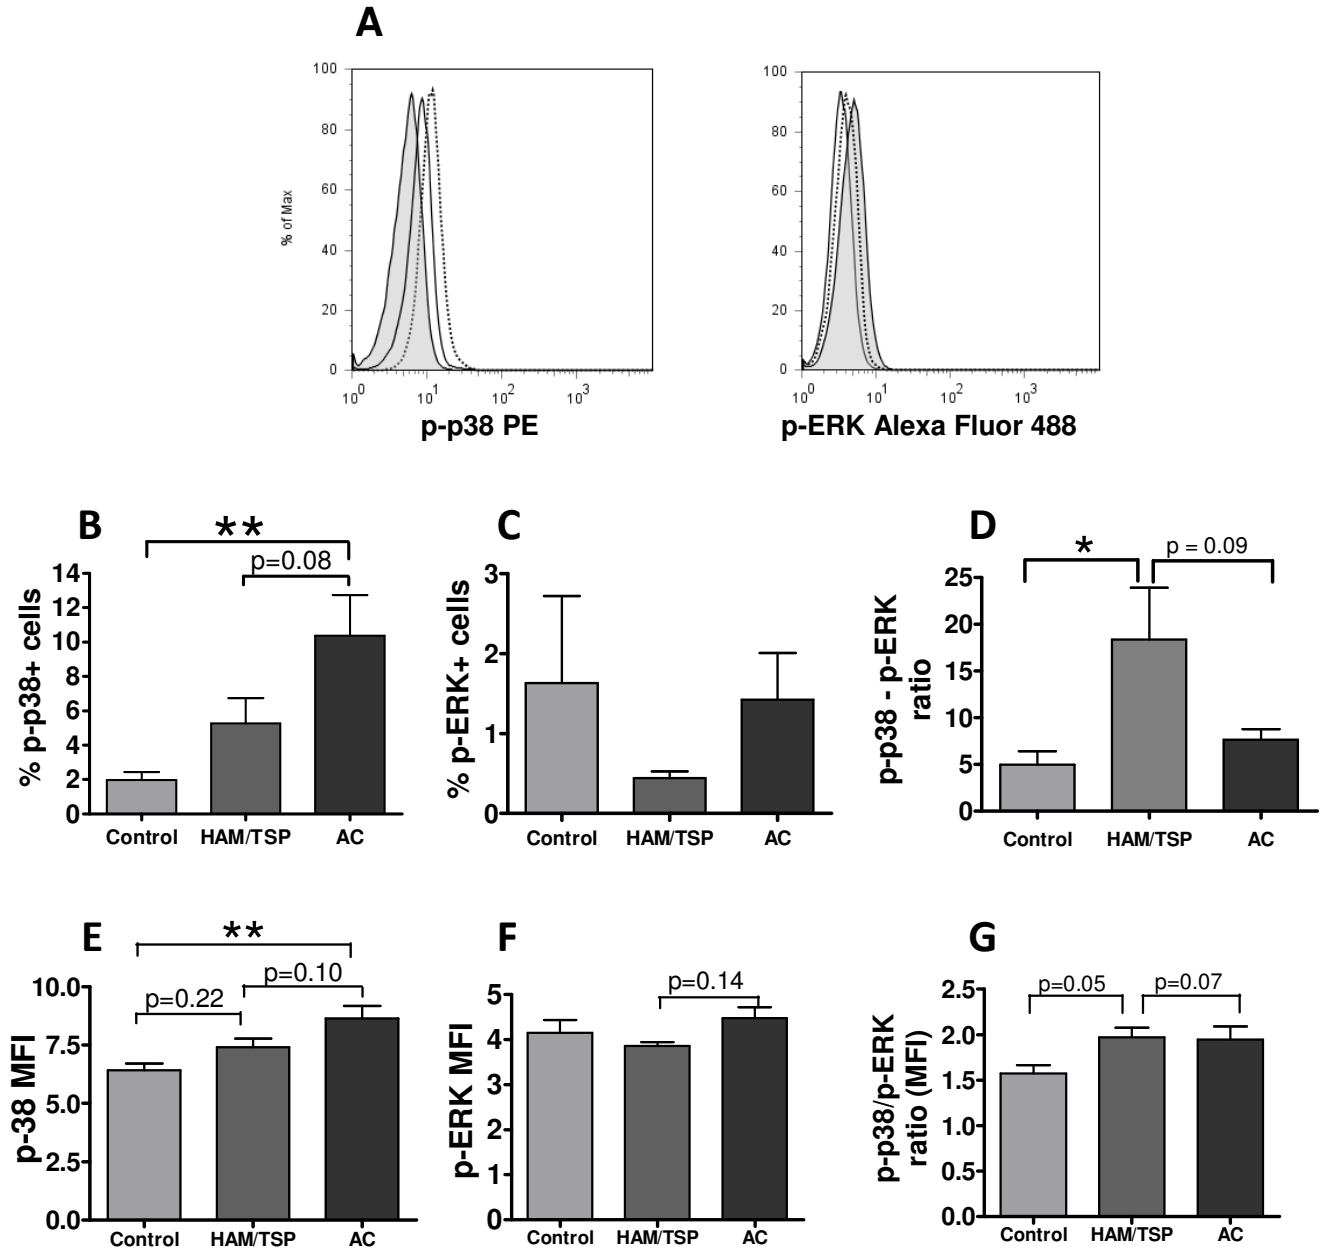 A
100
80
60
40
20
0
% of Max
10^0 10^1 10^2 10^3
p-p38 PE
100
80
60
40
20
0
10^0 10^1 10^2 10^3
p-ERK Alexa Fluor 488
B
**
p=0.08
14
12
10
8
6
4
2
0
% p-p38+ cells
Control HAM/TSP AC
C
3
2
1
0
% p-ERK+ cells
Control HAM/TSP AC
D
*
p = 0.09
25
20
15
10
5
0
p-p38 - p-ERK
ratio
Control HAM/TSP AC
E
**
p=0.10
p=0.22
10.0
7.5
5.0
2.5
0.0
p-38 MFI
Control HAM/TSP AC
F
p=0.14
5
4
3
2
1
0
p-ERK MFI
Control HAM/TSP AC
G
p=0.05 p=0.07
2.5
2.0
1.5
1.0
0.5
0.0
p-p38/p-ERK
ratio (MFI)
Control HAM/TSP AC